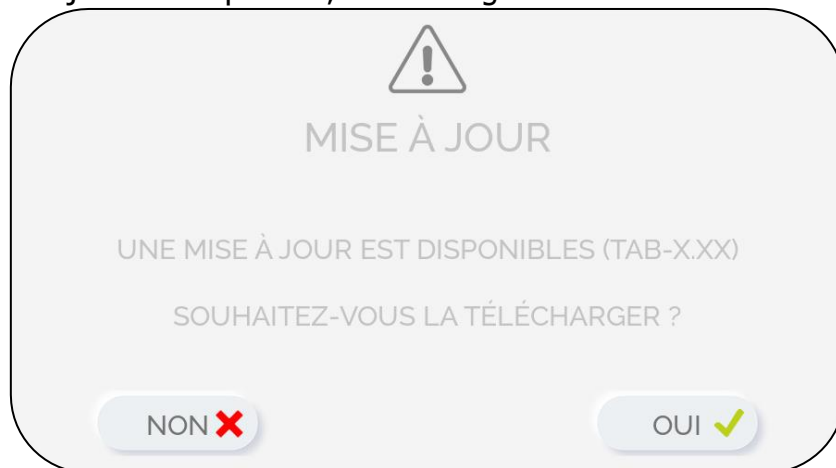 MISE À JOUR
UNE MISE À JOUR EST DISPONIBLES (TAB-X.XX)
SOUHAITEZ-VOUS LA TÉLÉCHARGER ?
NON
OUI